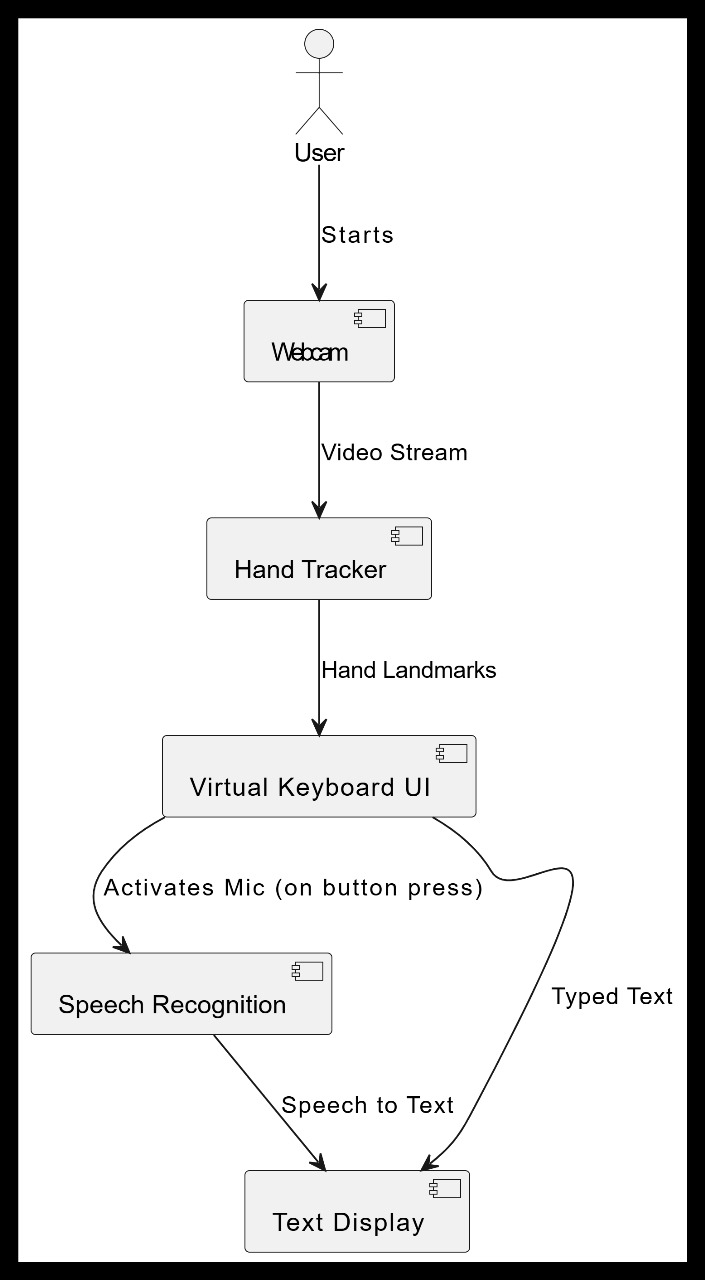 User
Starts
Webcam
Video Stream
Hand Tracker
Hand Landmarks
Virtual Keyboard UI
Activates Mic (on button press)
Speech Recognition
Typed Text
Speech to Text
Text Display